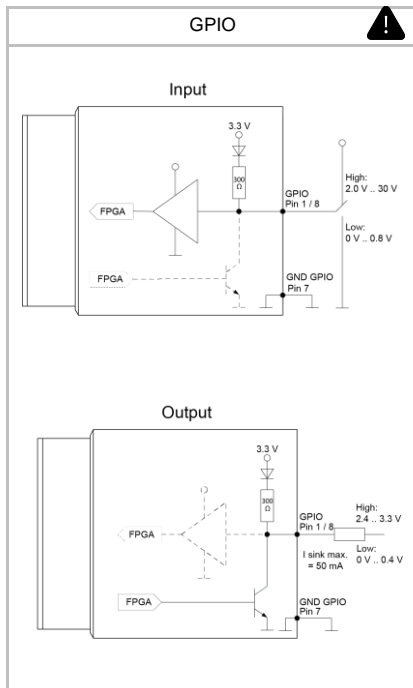 GPIO
!
Input
3.3 V
300
Ω
GPIO
Pin 1 / 8
High:
2.0 V .. 30 V
Low:
0 V .. 0.8 V
FPGA
FPGA
GND GPIO
Pin 7
Output
3.3 V
300
Ω
GPIO
Pin 1 / 8
High:
2.4 .. 3.3 V
FPGA
I sink max.
= 50 mA
Low:
0 V .. 0.4 V
FPGA
GND GPIO
Pin 7